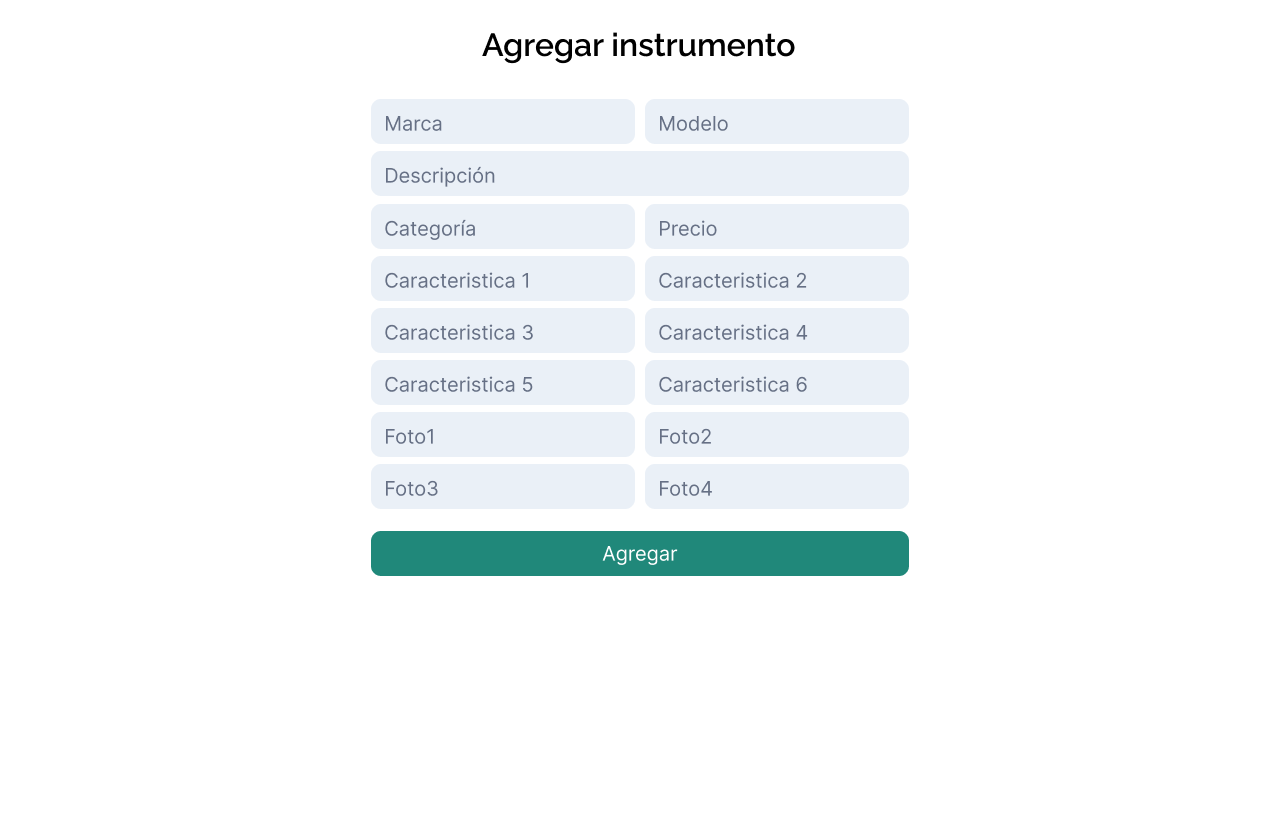 Agregar instrumento
Marca Modelo
Descripción
Categoría Precio
Caracteristica 1 Caracteristica 2
Caracteristica 3 Caracteristica 4
Caracteristica 5 Caracteristica 6
Foto1 Foto2
Foto3 Foto4
Agregar